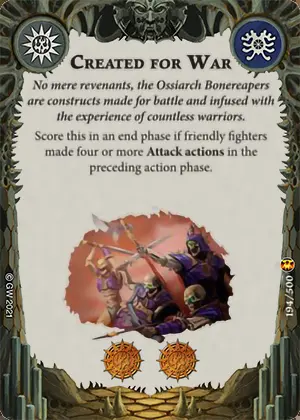 CREATED FOR WAR
No mere revenants, the Ossiarch Bonereapers
are constructs made for battle and infused with
the experience of countless warriors.
Score this in an end phase if friendly fighters
made four or more Attack actions in the
preceding action phase.
© GW 2021
194/500